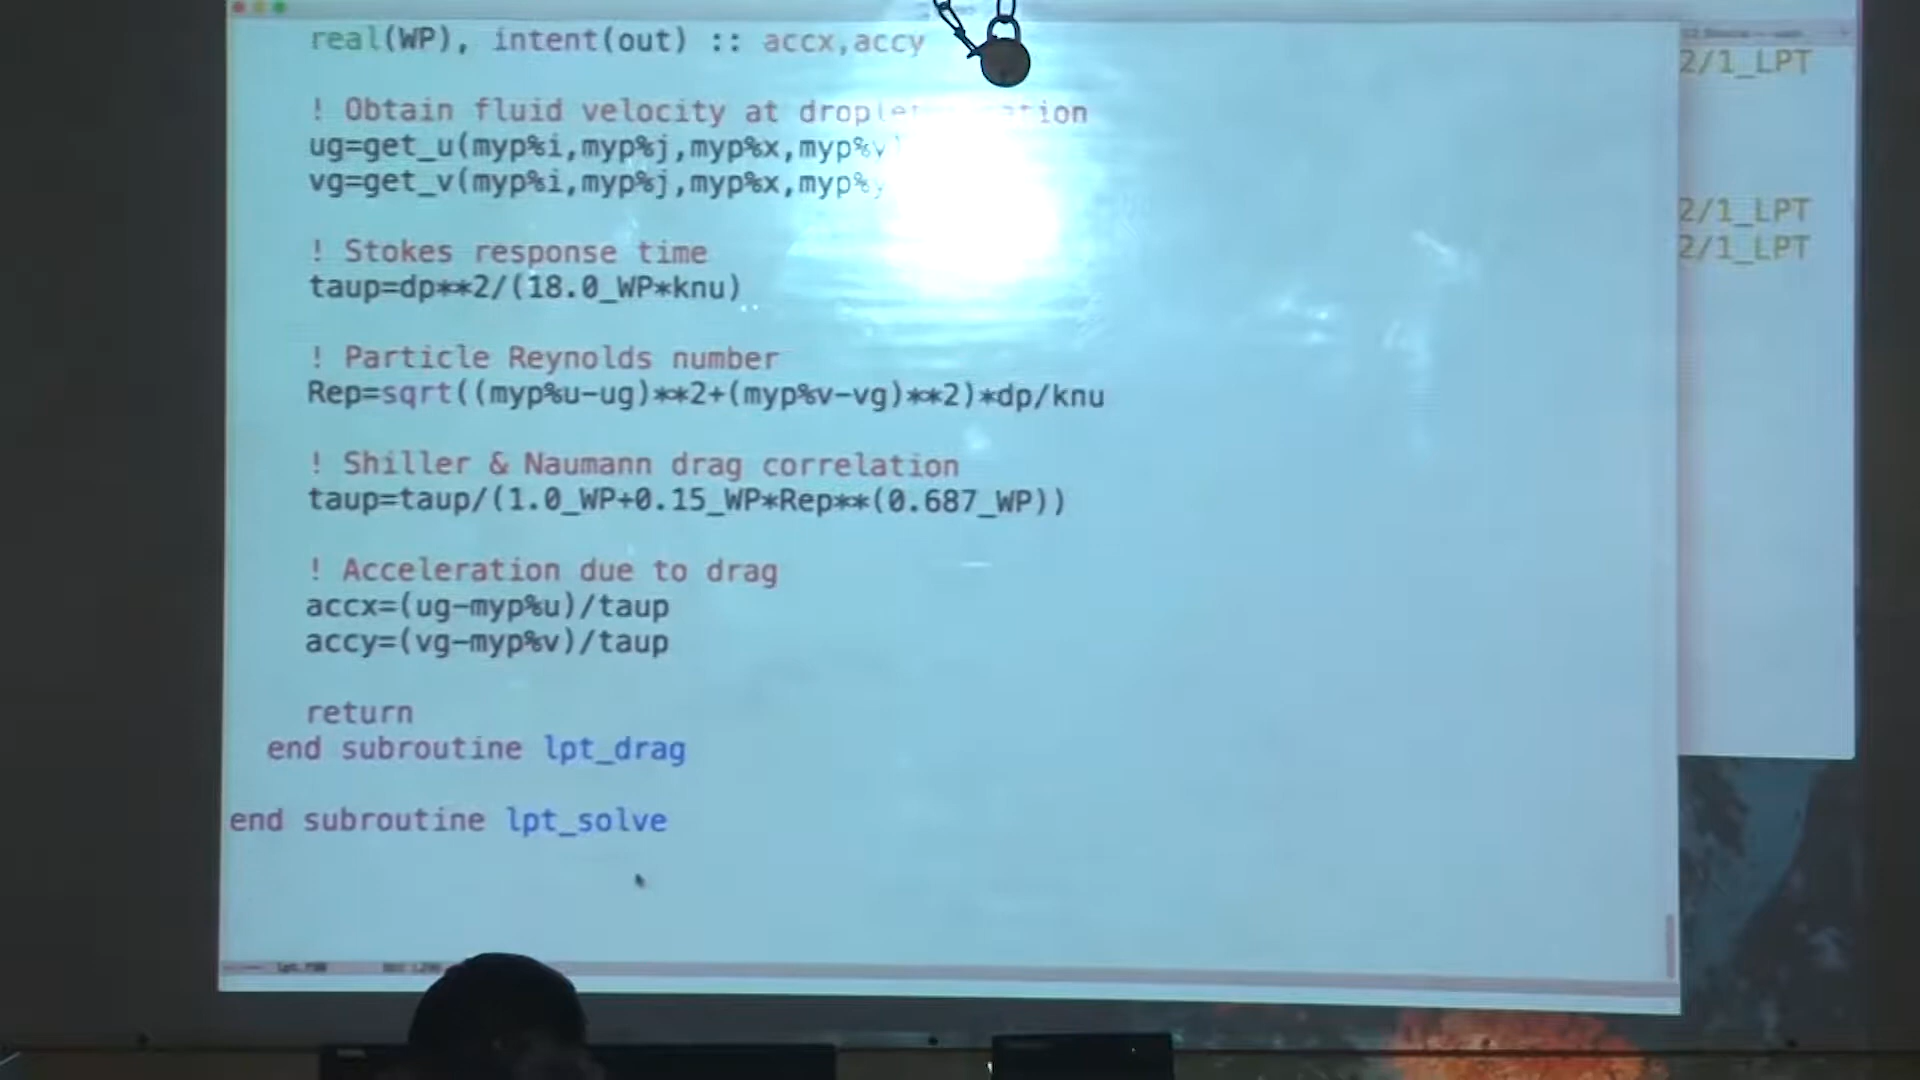 real(WP), intent(out) :: accx,accy
! Obtain fluid velocity at
ug=get_u(myp%i,myp%j,myp%x,
vg=get_v(myp%i,myp%j,myp%x,
! Stokes response time
taup=dp**2/(18.0_WP*knu)
! Particle Reynolds number
Rep=sqrt((myp%u-ug)**2+(myp%v-vg)**2)*dp/knu
! Shiller & Naumann drag correlation
taup=taup/(1.0_WP+0.15_WP*Rep**(0.687_WP))
! Acceleration due to drag
accx=(ug-myp%u)/taup
accy=(vg-myp%v)/taup
return
end subroutine lpt_drag
end subroutine lpt_solve
2/1_LPT
2/1_LPT
2/1_LPT